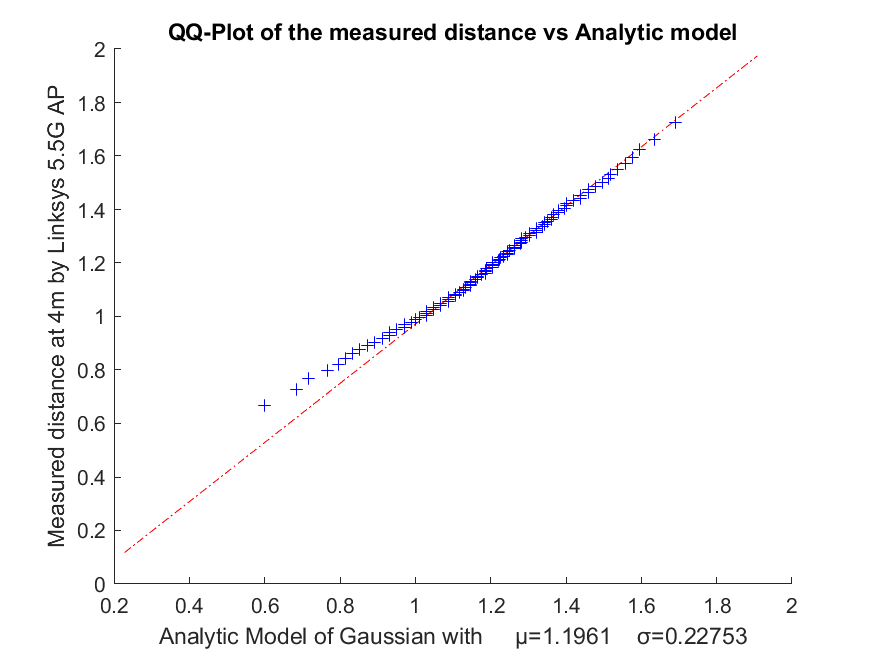 QQ-Plot of the measured distance vs Analytic model
Measured distance at 4m by Linksys 5.5G AP
2
1.8
1.6
1.4
1.2
1
0.8
0.6
0.4
0.2
0
0.2 0.4 0.6 0.8 1 1.2 1.4 1.6 1.8 2
Analytic Model of Gaussian with μ=1.1961 σ=0.22753